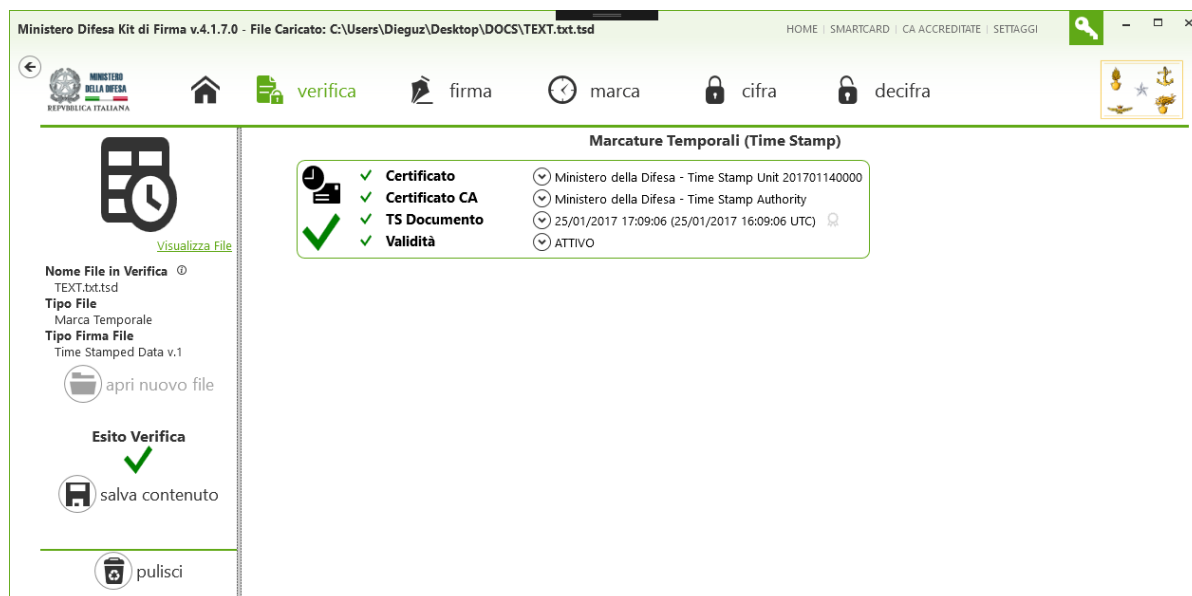 Ministero Difesa Kit di Firma v.4.1.7.0 - File Caricato: C:\Users\Dieguz\Desktop\DOCS\TEXT.txt.tsd
HOME | SMARTCARD | CA ACCREDITATE | SETTAGGI
MINISTERO
DELLA DIFESA
REPVBBLICA ITALIANA
verifica
firma
marca
cifra
decifra
Visualizza File
Nome File in Verifica
TEXT.txt.tsd
Tipo File
Marca Temporale
Tipo Firma File
Time Stamped Data v.1
apri nuovo file
Esito Verifica
salva contenuto
pulisci
Marcature Temporali (Time Stamp)
Certificato Ministero della Difesa - Time Stamp Unit 201701140000
Certificato CA Ministero della Difesa - Time Stamp Authority
TS Documento 25/01/2017 17:09:06 (25/01/2017 16:09:06 UTC)
Validità ATTIVO